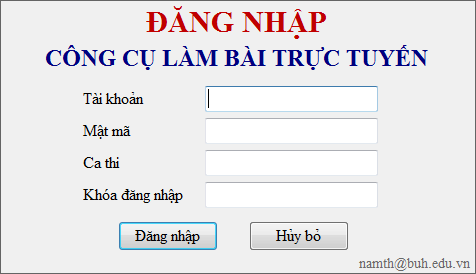 ĐĂNG NHẬP
CÔNG CỤ LÀM BÀI TRỰC TUYẾN
Tài khoản
Mật mã
Ca thi
Khóa đăng nhập
Đăng nhập
Hủy bỏ
namth@buh.edu.vn